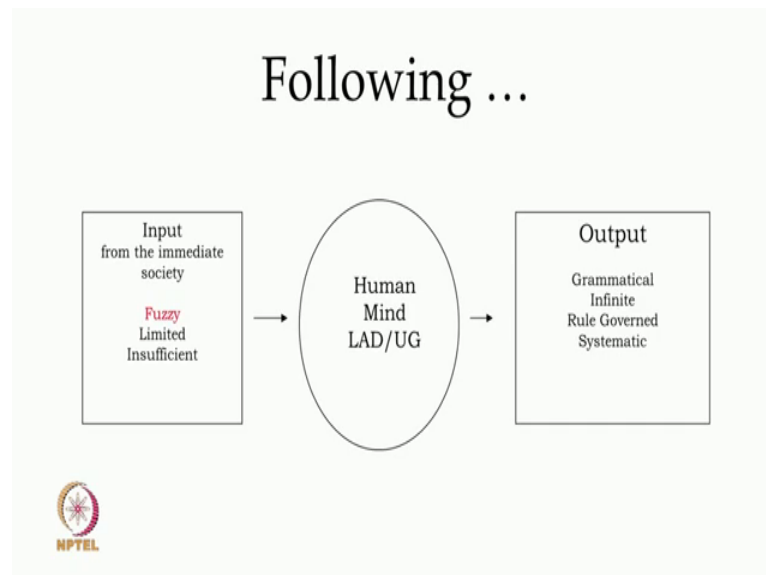 Following ...
Input
from the immediate
society
Fuzzy
Limited
Insufficient
Human
Mind
LAD/UG
Output
Grammatical
Infinite
Rule Governed
Systematic
NPTEL